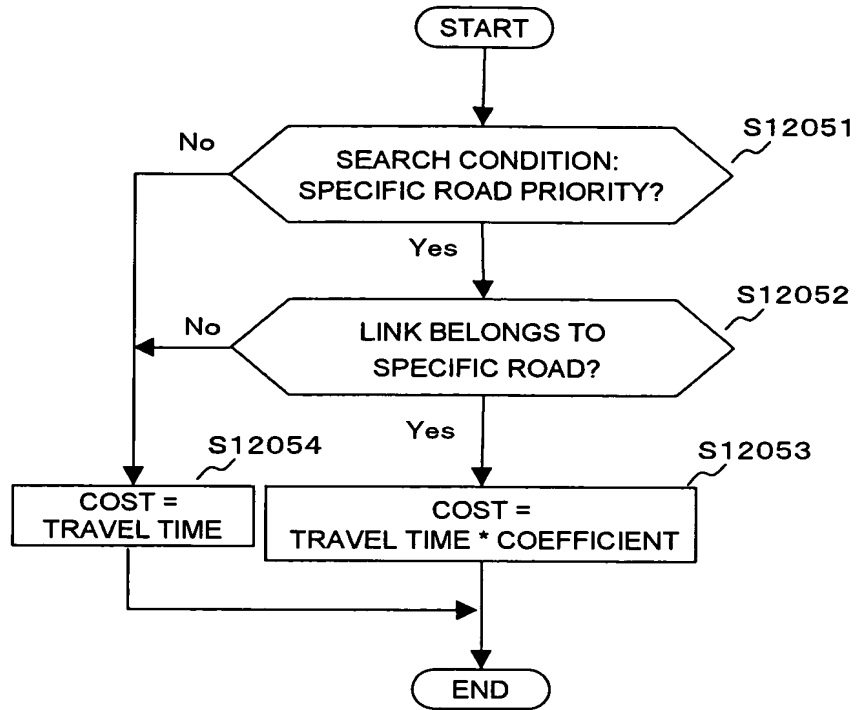 START
S12051
No
SEARCH CONDITION:
SPECIFIC ROAD PRIORITY?
Yes
S12052
No
LINK BELONGS TO
SPECIFIC ROAD?
Yes
S12054
S12053
COST =
TRAVEL TIME
COST =
TRAVEL TIME * COEFFICIENT
END